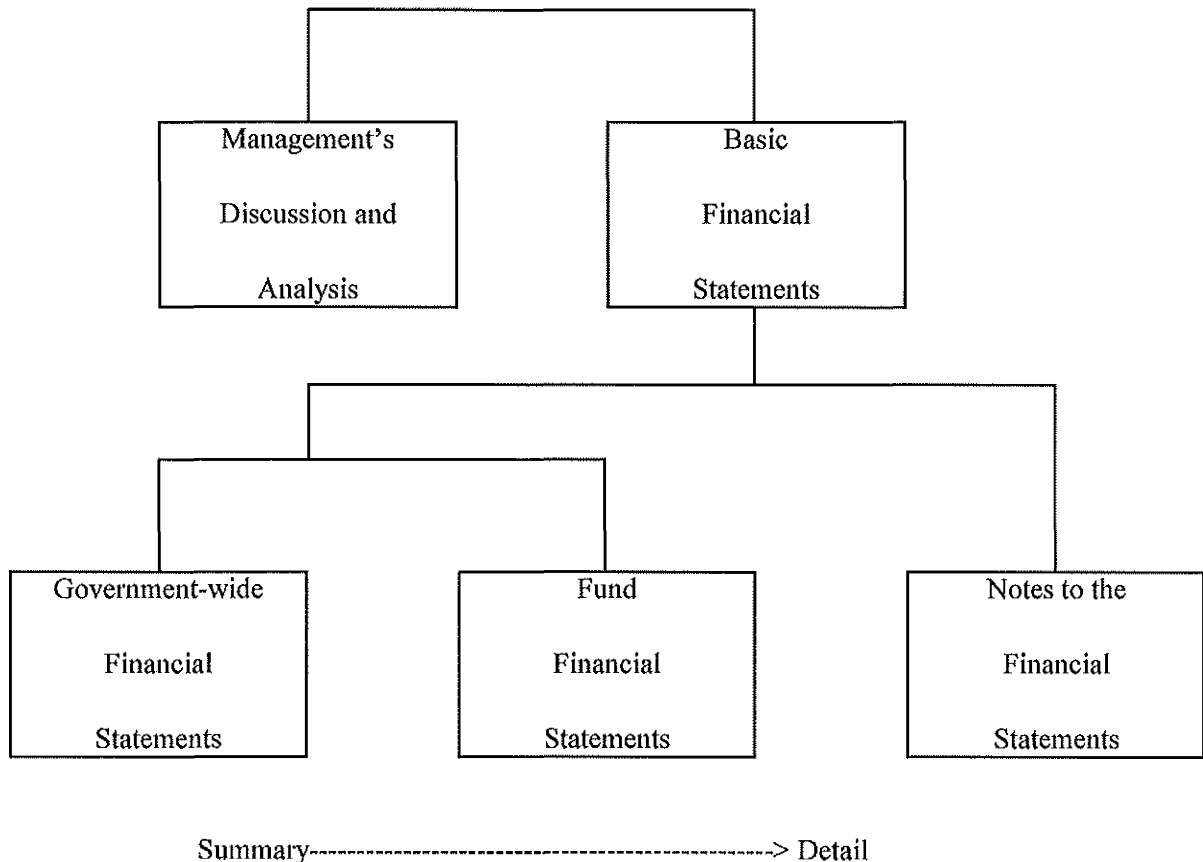 Management's
Discussion and
Analysis
Basic
Financial
Statements
Government-wide
Financial
Statements
Fund
Financial
Statements
Notes to the
Financial
Statements
Summary-----------------------------------------------> Detail